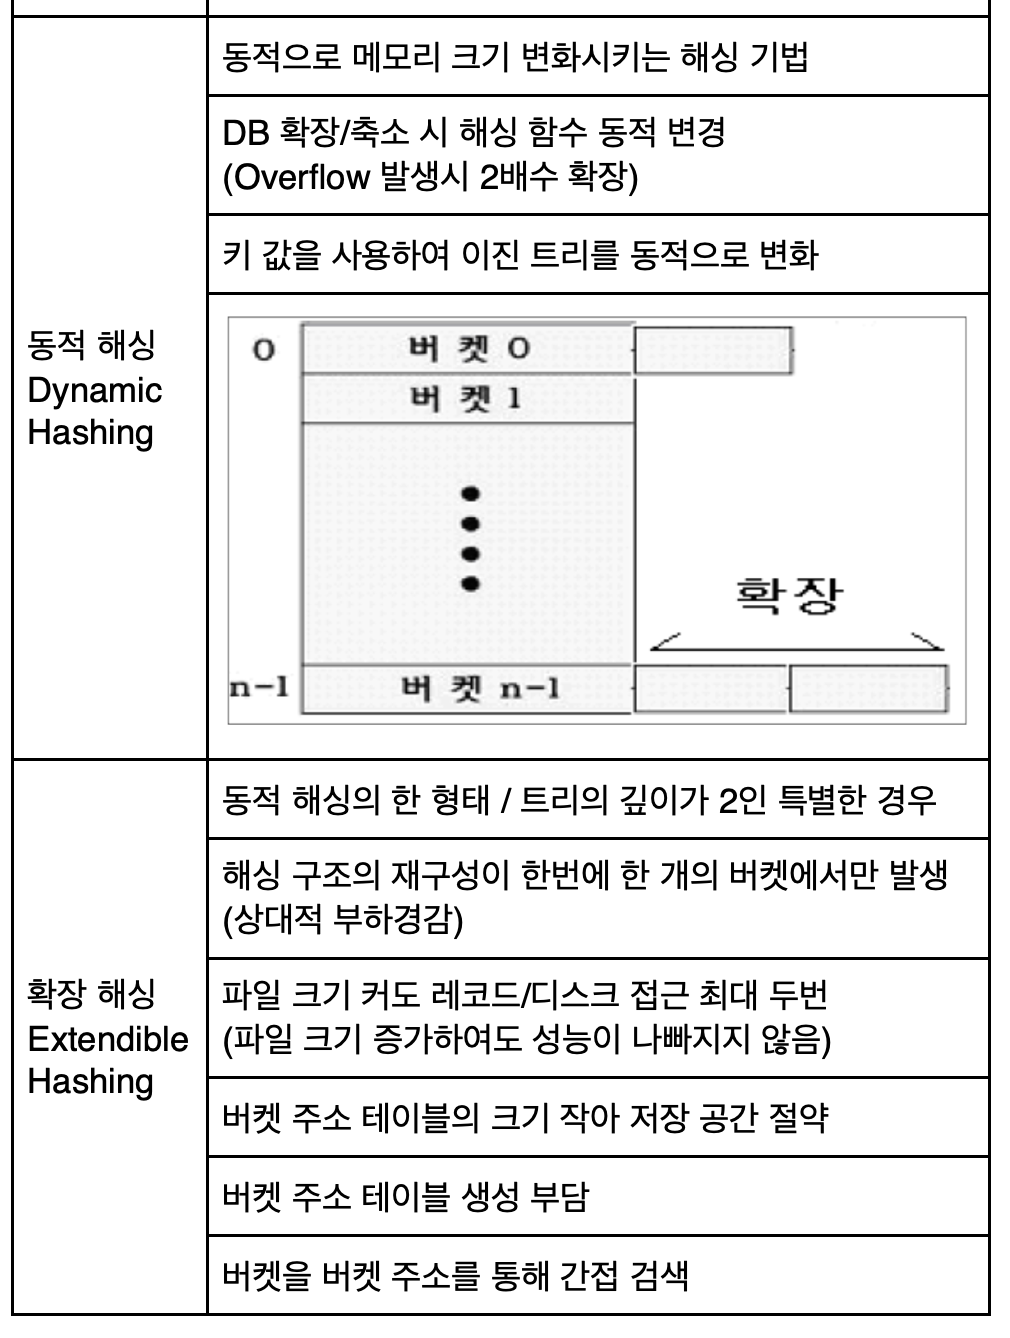 동적으로 메모리 크기 변화시키는 해싱 기법
DB 확장/축소 시 해싱 함수 동적 변경
(Overflow 발생시 2배수 확장)
키 값을 사용하여 이진 트리를 동적으로 변화
동적 해싱
Dynamic
Hashing
0 버 켓 0
버 켓 1
확장
n-1 버 켓 n-1
동적 해싱의 한 형태 / 트리의 깊이가 2인 특별한 경우
해싱 구조의 재구성이 한번에 한 개의 버켓에서만 발생
(상대적 부하경감)
확장 해싱
Extendible
Hashing
파일 크기 커도 레코드/디스크 접근 최대 두번
(파일 크기 증가하여도 성능이 나빠지지 않음)
버켓 주소 테이블의 크기 작아 저장 공간 절약
버켓 주소 테이블 생성 부담
버켓을 버켓 주소를 통해 간접 검색